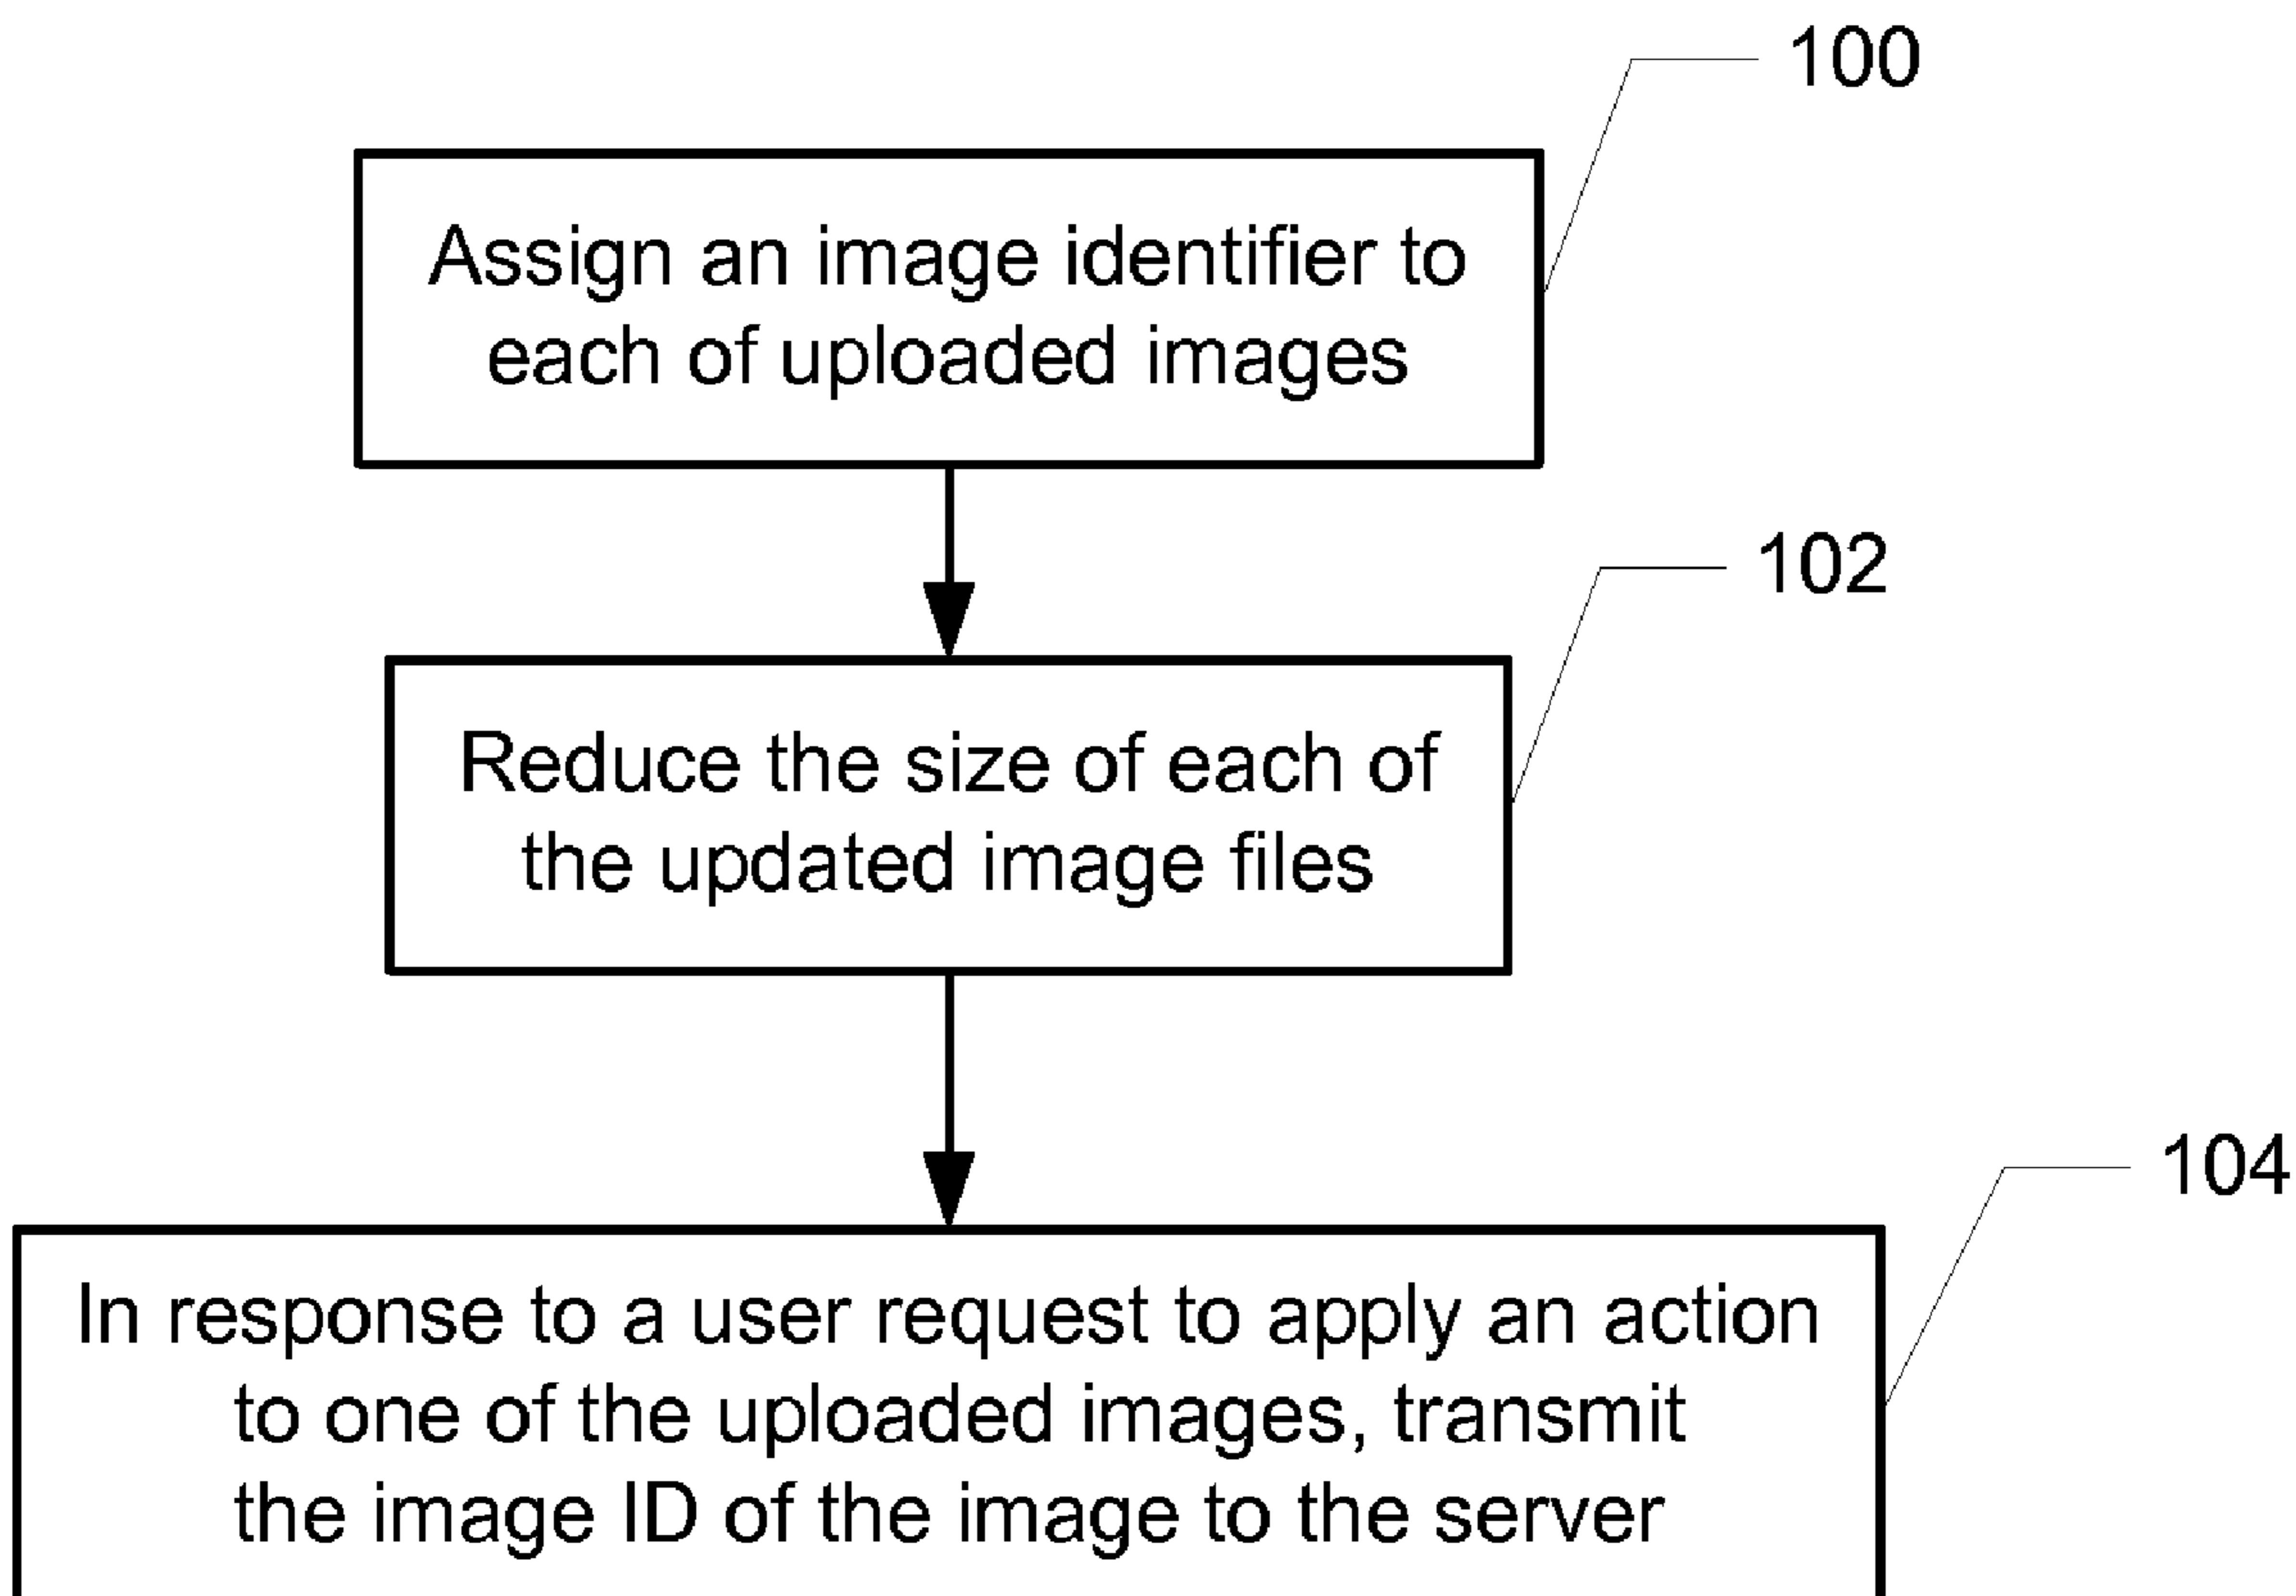 100
Assign an image identifier to
each of uploaded images
102
Reduce the size of each of
the updated image files
104
In response to a user request to apply an action
to one of the uploaded images, transmit
the image ID of the image to the server